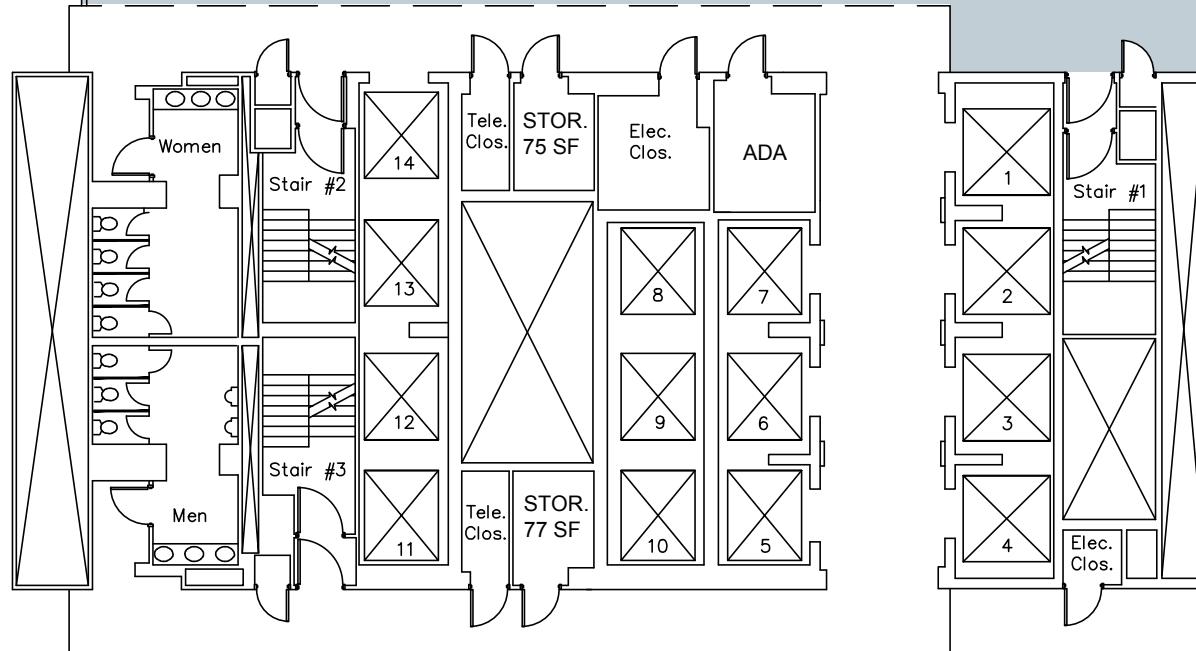 Women
Stair #2
14
Tele.
Clos.
STOR.
75 SF
Elec.
Clos.
ADA
1
Stair #1
13
8
7
2
12
9
6
3
Men
Stair #3
11
Tele.
Clos.
STOR.
77 SF
10
5
4
Elec.
Clos.